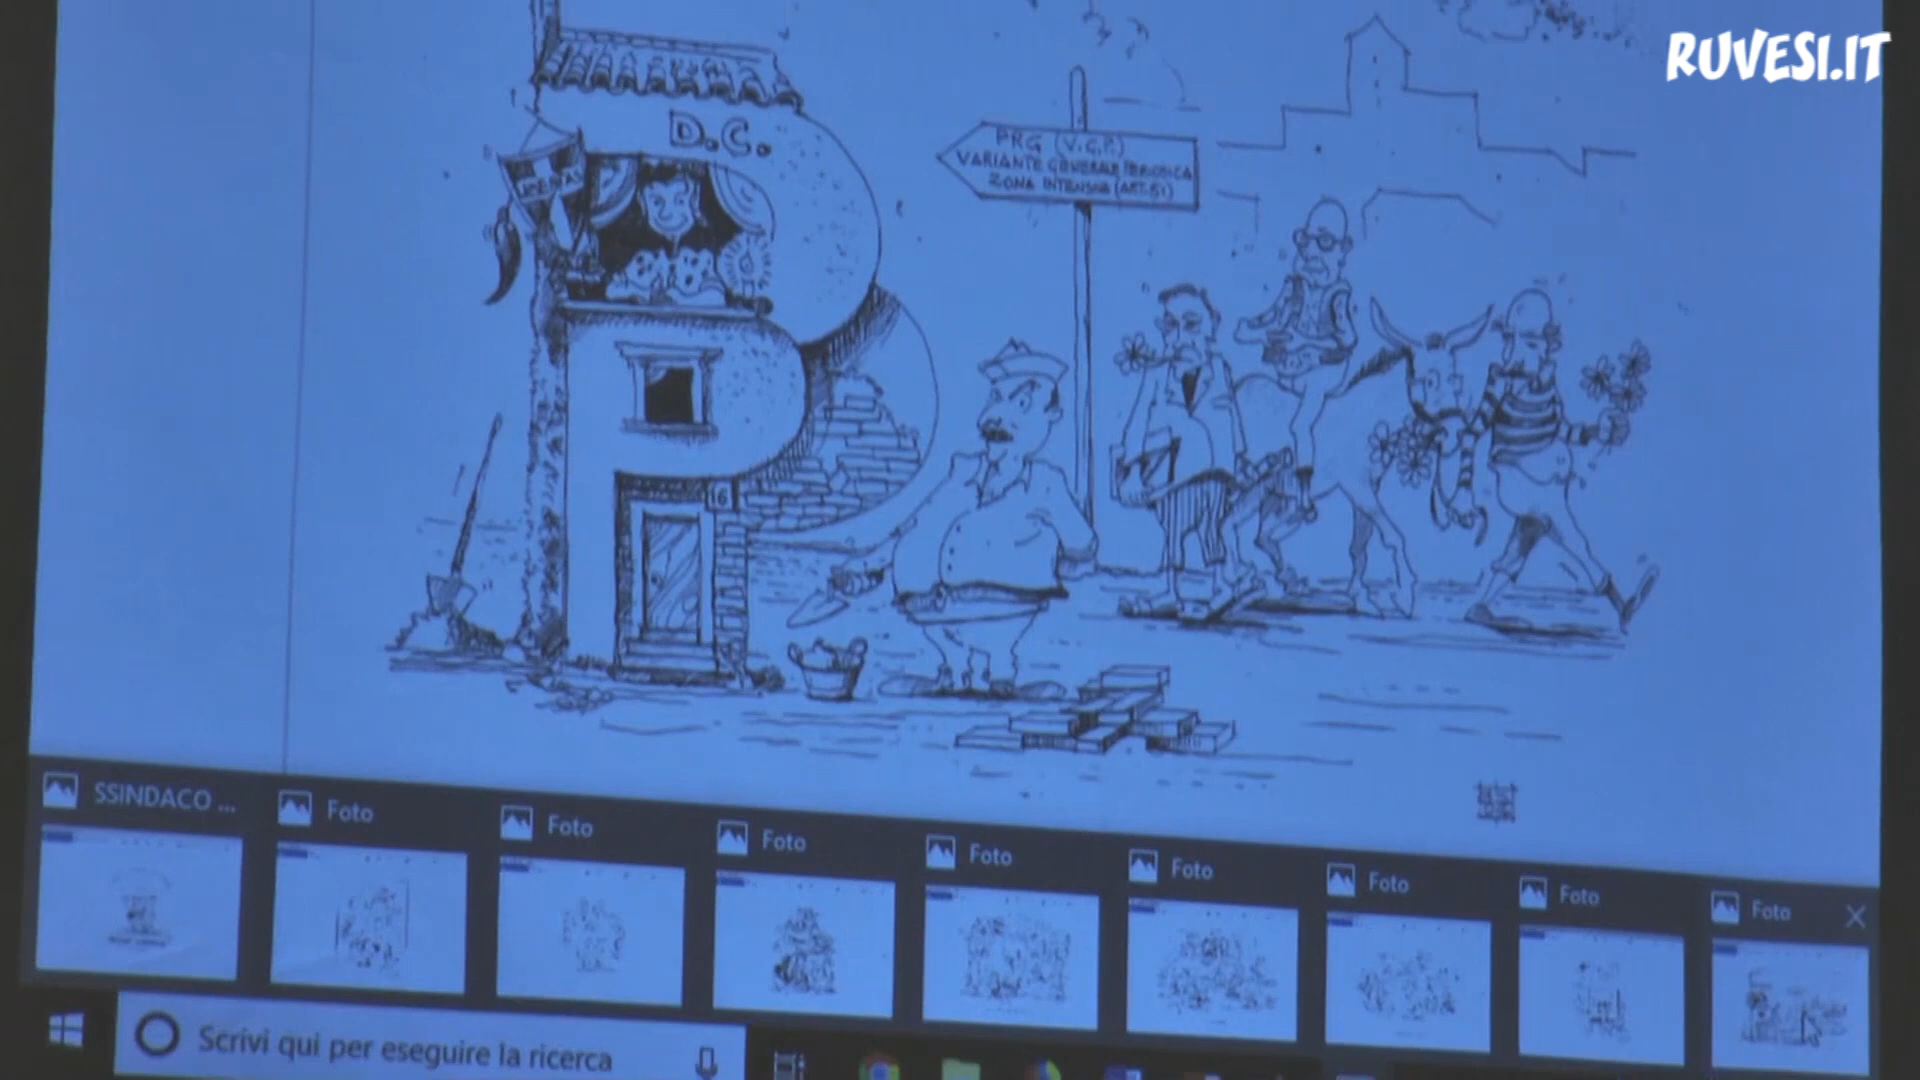 RUVESI.IT
D.C.
PRG (V.G.P.)
VARIANTE GENERALE PERIODICA
ZONA INTENSIVA (ART. 51)
16
SSINDACO ...
Foto
Foto
Foto
Foto
Foto
Foto
Foto
Foto
Scrivi qui per eseguire la ricerca